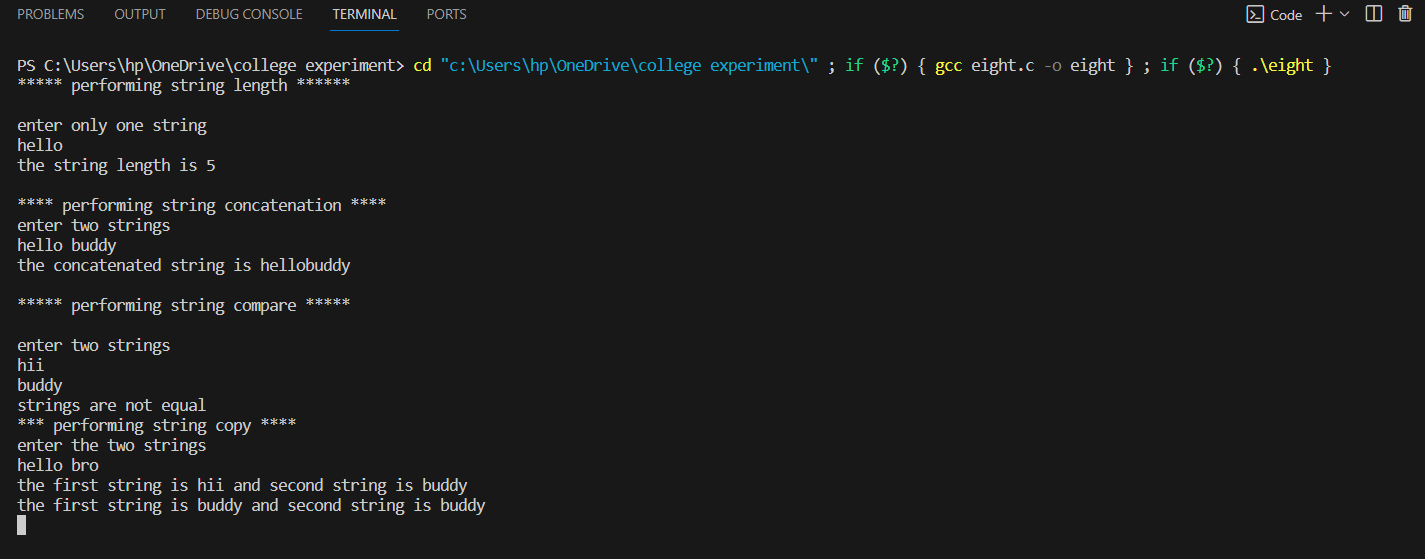 PROBLEMS OUTPUT DEBUG CONSOLE TERMINAL PORTS Code
PS C:\Users\hp\OneDrive\college experiment> cd "c:\Users\hp\OneDrive\college experiment\" ; if ($?) { gcc eight.c -o eight } ; if ($?) { .\eight }
***** performing string length ******
enter only one string
hello
the string length is 5
**** performing string concatenation ****
enter two strings
hello buddy
the concatenated string is hellobuddy
***** performing string compare *****
enter two strings
hii
buddy
strings are not equal
*** performing string copy ****
enter the two strings
hello bro
the first string is hii and second string is buddy
the first string is buddy and second string is buddy